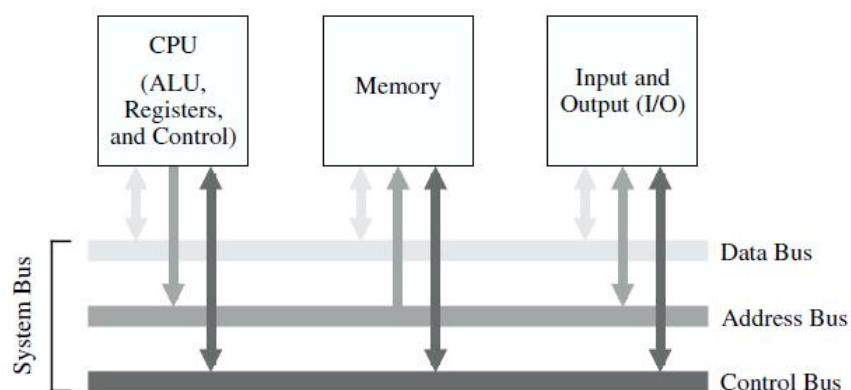 CPU
(ALU,
Registers,
and Control)
Memory
Input and
Output (I/O)
System Bus
Data Bus
Address Bus
Control Bus